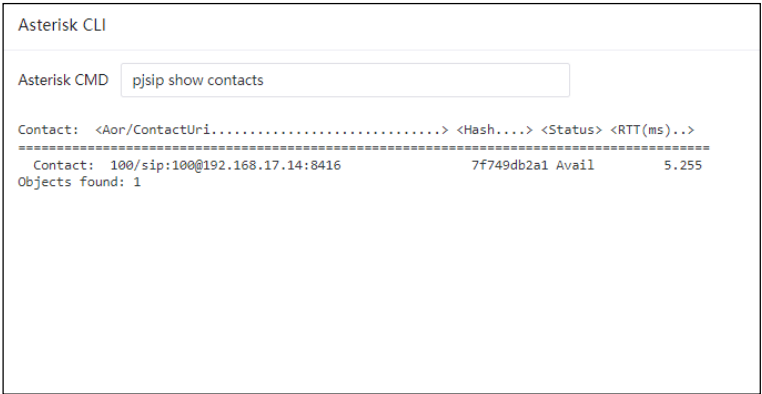 Asterisk CLI
Asterisk CMD pjsip show contacts
Contact: <Aor/ContactUri..............................> <Hash....> <Status> <RTT(ms)..>
==========================================================================================
Contact: 100/sip:100@192.168.17.14:8416 7f749db2a1 Avail 5.255
Objects found: 1